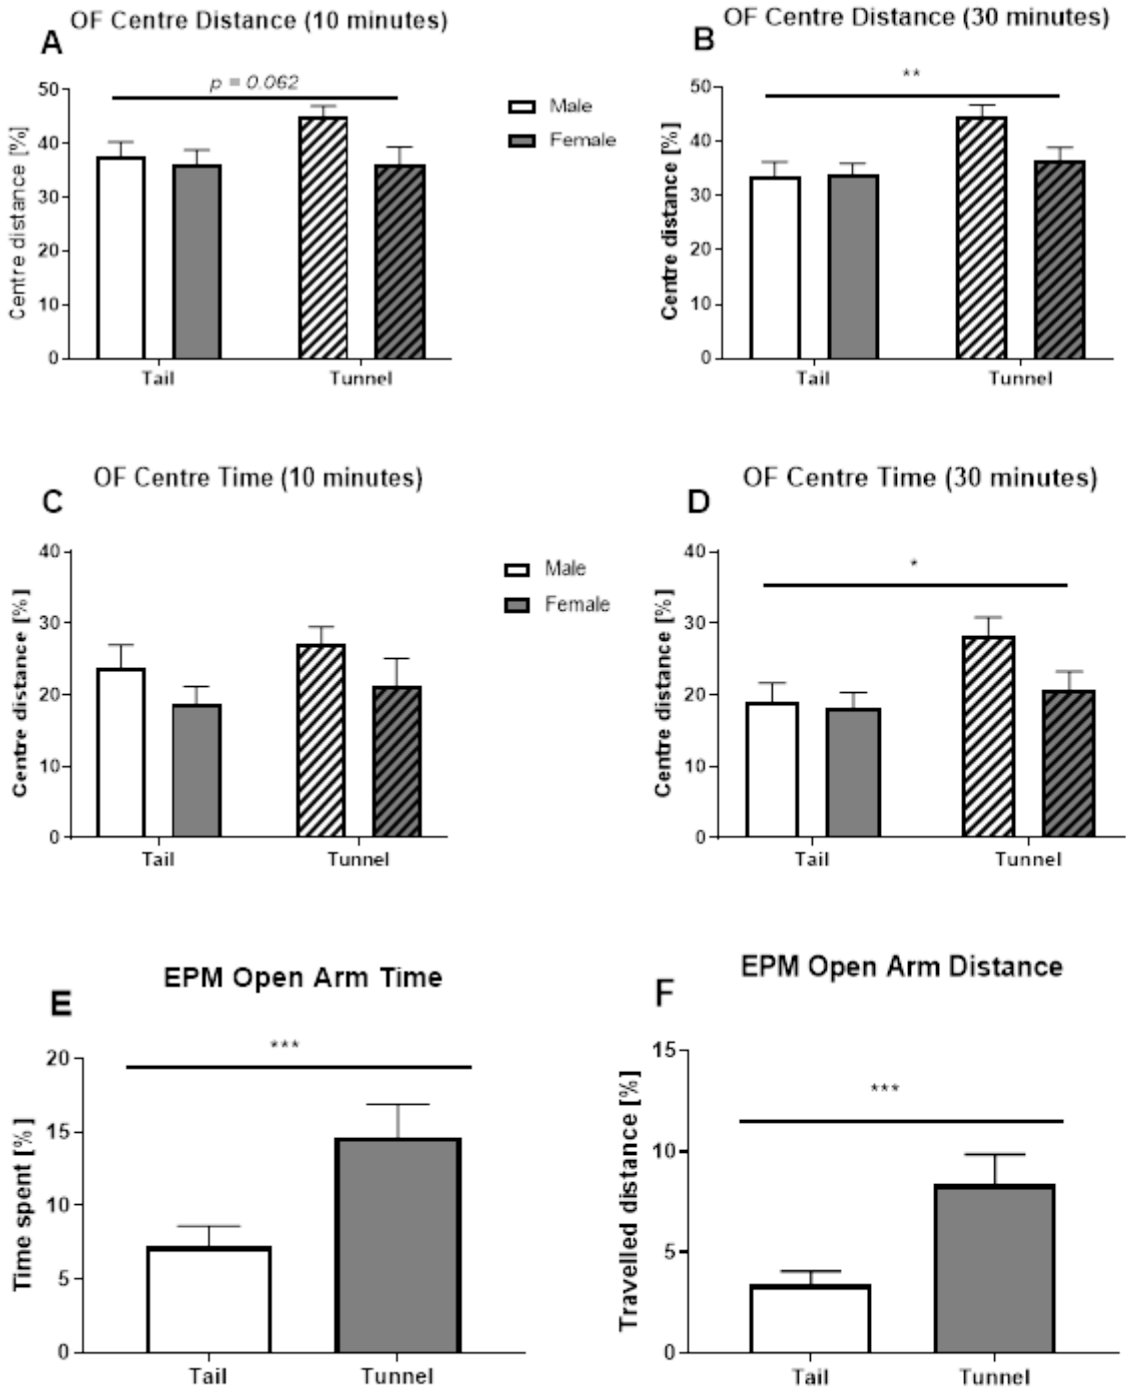 OF Centre Distance (10 minutes)
A
p = 0.062
Centre distance [%]
50
40
30
20
10
0
Tail
Tunnel
Male
Female
OF Centre Distance (30 minutes)
B
**
Centre distance [%]
50
40
30
20
10
0
Tail
Tunnel
OF Centre Time (10 minutes)
C
Centre distance [%]
40
30
20
10
0
Tail
Tunnel
Male
Female
OF Centre Time (30 minutes)
D
*
Centre distance [%]
40
30
20
10
0
Tail
Tunnel
EPM Open Arm Time
E
***
Time spent [%]
20
15
10
5
0
Tail
Tunnel
EPM Open Arm Distance
F
***
Travelled distance [%]
15
10
5
0
Tail
Tunnel